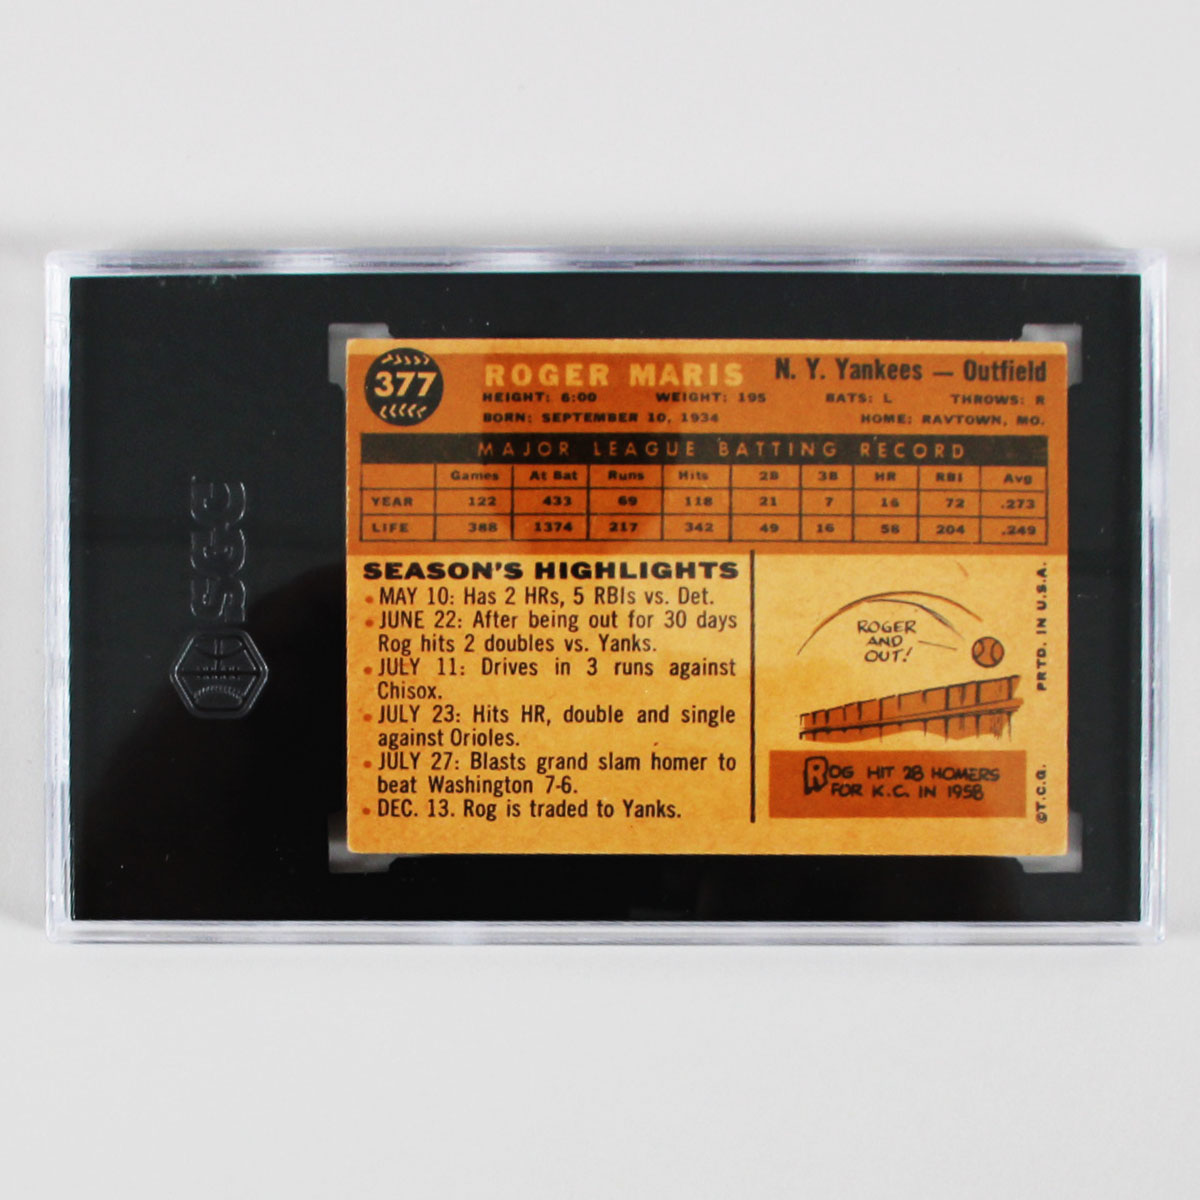 SGC
377
ROGER MARIS N. Y. Yankees — Outfield
HEIGHT: 6:00 WEIGHT: 195 BATS: L THROWS: R
BORN: SEPTEMBER 10, 1934 HOME: RAYTOWN, MO.
MAJOR LEAGUE BATTING RECORD
Games At Bat Runs Hits 2B 3B HR RBI Avg
YEAR 122 433 69 118 21 7 16 72 .273
LIFE 388 1374 217 342 49 16 58 204 .249
SEASON'S HIGHLIGHTS
• MAY 10: Has 2 HRs, 5 RBIs vs. Det.
• JUNE 22: After being out for 30 days
Rog hits 2 doubles vs. Yanks.
• JULY 11: Drives in 3 runs against
Chisox.
• JULY 23: Hits HR, double and single
against Orioles.
• JULY 27: Blasts grand slam homer to
beat Washington 7-6.
• DEC. 13. Rog is traded to Yanks.
ROGER
AND
OUT!
ROG HIT 28 HOMERS
FOR K.C. IN 1958
©T.C.G. PRTD. IN U.S.A.